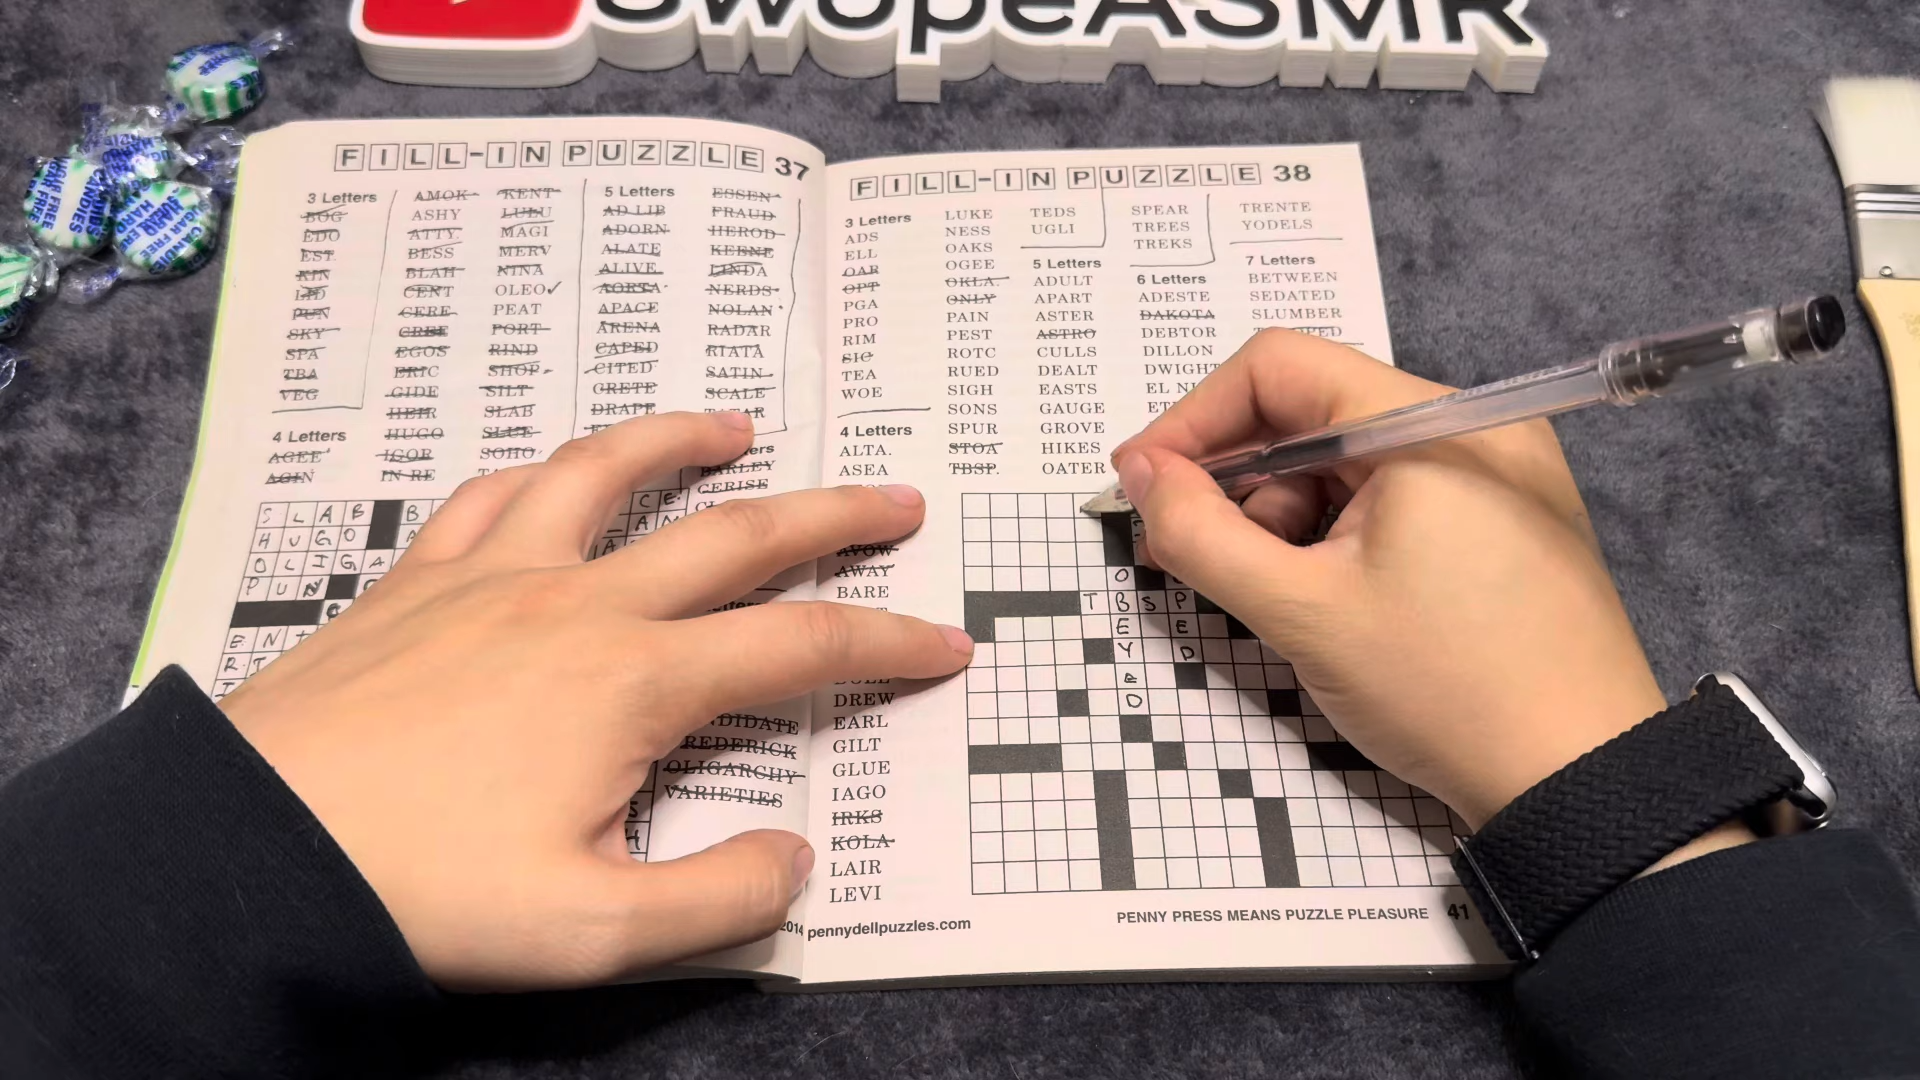 SwopeASMR
FILL-IN PUZZLE 37
3 Letters
BOG
EDO
EST.
KIN
LID
PUN
SKY
SPA
TBA
VEG
4 Letters
AGEE
AGIN
AMOK
ASHY
ATTY.
BESS
BLAH
CENT
CERE
EGOS
ERIC
GIDE
HEIR
HUGO
IGOR
IN RE
KENT
LULU
MAGI
MERV
NINA
OLEO ✓
PEAT
PORT
RIND
SHOP
SILT
SLAB
SLUE
SOHO
5 Letters
AD LIB
ADORN
ALATE
ALIVE
AORTA
APACE
ARENA
CAPED
CITED
CRETE
DRAPE
ESSEN
FRAUD
HEROD
KEENE
LINDA
NERDS
NOLAN
RADAR
RIATA
SATIN
SCALE
TATAR
BARLEY
CERISE
FREDERICK
OLIGARCHY
VARIETIES
S L A B B
H U G O A
O L I G A
P U N
E N
C E
A N
FILL-IN PUZZLE 38
3 Letters
ADS
ELL
OAR
OPT
PGA
PRO
RIM
SIC
TEA
WOE
4 Letters
ALTA.
ASEA
AVOW
AWAY
BARE
DREW
EARL
GILT
GLUE
IAGO
IRKS
KOLA
LAIR
LEVI
LUKE
NESS
OAKS
OGEE
OKLA.
ONLY
PAIN
PEST
ROTC
RUED
SIGH
SONS
SPUR
STOA
TBSP.
TEDS
UGLI
5 Letters
ADULT
APART
ASTER
ASTRO
CULLS
DEALT
EASTS
GAUGE
GROVE
HIKES
OATER
SPEAR
TREES
TREKS
6 Letters
ADESTE
DAKOTA
DEBTOR
DILLON
DWIGHT
TRENTE
YODELS
7 Letters
BETWEEN
SEDATED
SLUMBER
O
T B S P
E E
Y D
E
D
2014 pennydellpuzzles.com
PENNY PRESS MEANS PUZZLE PLEASURE 41